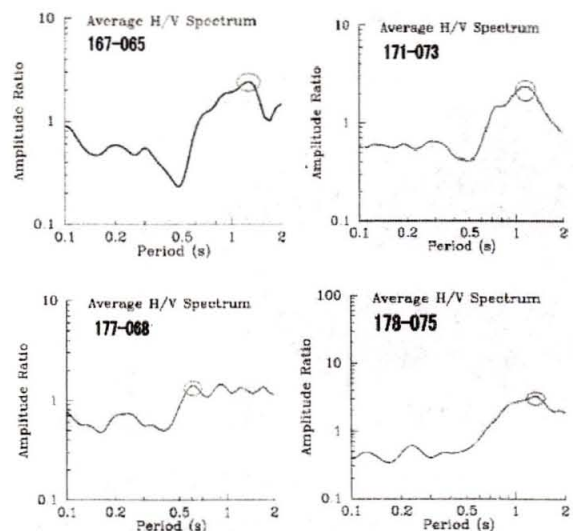 Average H/V Spectrum
167-065
Amplitude Ratio
10
1
0.1
0.1 0.2 0.5 1 2
Period (s)
Average H/V Spectrum
171-073
Amplitude Ratio
10
1
0.1
0.1 0.2 0.5 1 2
Period (s)
Average H/V Spectrum
177-068
Amplitude Ratio
10
1
0.1
0.1 0.2 0.5 1 2
Period (s)
Average H/V Spectrum
178-075
Amplitude Ratio
100
10
1
0.1
0.1 0.2 0.5 1 2
Period (s)